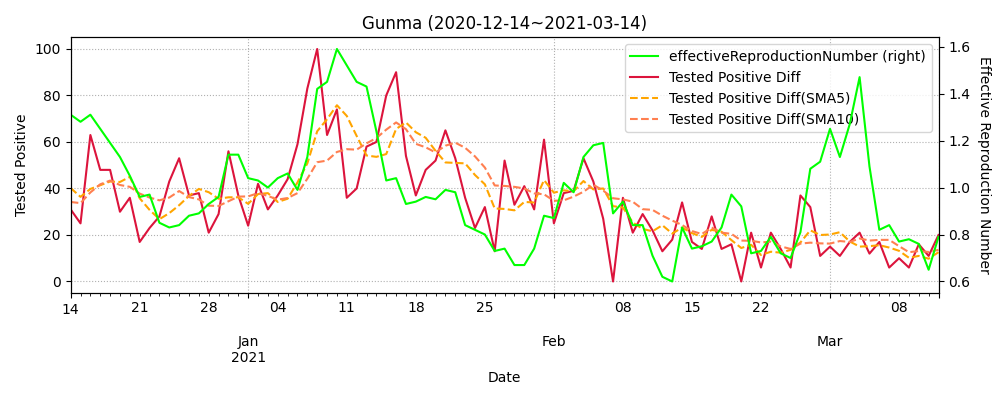 Gunma (2020-12-14~2021-03-14)
effectiveReproductionNumber (right)
Tested Positive Diff
Tested Positive Diff(SMA5)
Tested Positive Diff(SMA10)
Tested Positive
100
80
60
40
20
0
Effective Reproduction Number
1.6
1.4
1.2
1.0
0.8
0.6
14 21 28 04 11 18 25 08 15 22 08
Jan Feb Mar
2021
Date